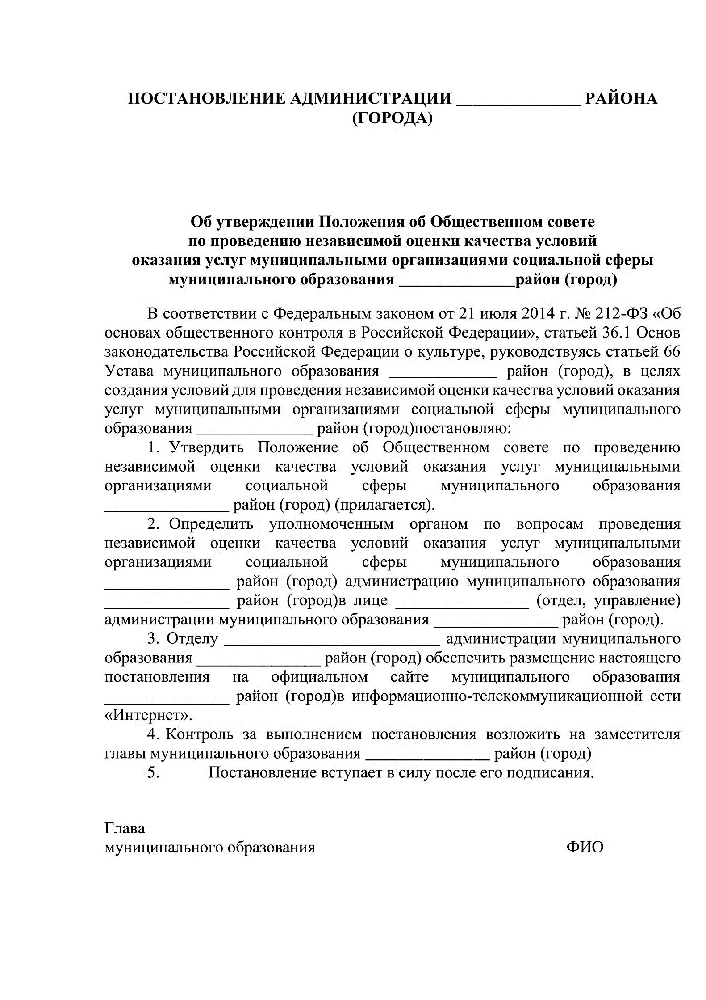 ПОСТАНОВЛЕНИЕ АДМИНИСТРАЦИИ _______________ РАЙОНА
(ГОРОДА)
Об утверждении Положения об Общественном совете
по проведению независимой оценки качества условий
оказания услуг муниципальными организациями социальной сферы
муниципального образования ______________район (город)
В соответствии с Федеральным законом от 21 июля 2014 г. № 212-ФЗ «Об
основах общественного контроля в Российской Федерации», статьей 36.1 Основ
законодательства Российской Федерации о культуре, руководствуясь статьей 66
Устава муниципального образования _____________ район (город), в целях
создания условий для проведения независимой оценки качества условий оказания
услуг муниципальными организациями социальной сферы муниципального
образования ______________ район (город)постановляю:
1. Утвердить Положение об Общественном совете по проведению
независимой оценки качества условий оказания услуг муниципальными
организациями социальной сферы муниципального образования
_______________ район (город) (прилагается).
2. Определить уполномоченным органом по вопросам проведения
независимой оценки качества условий оказания услуг муниципальными
организациями социальной сферы муниципального образования
_______________ район (город) администрацию муниципального образования
_______________ район (город)в лице ________________ (отдел, управление)
администрации муниципального образования _______________ район (город).
3. Отделу __________________________ администрации муниципального
образования _______________ район (город) обеспечить размещение настоящего
постановления на официальном сайте муниципального образования
_______________ район (город)в информационно-телекоммуникационной сети
«Интернет».
4. Контроль за выполнением постановления возложить на заместителя
главы муниципального образования _______________ район (город)
5. Постановление вступает в силу после его подписания.
Глава
муниципального образования ФИО